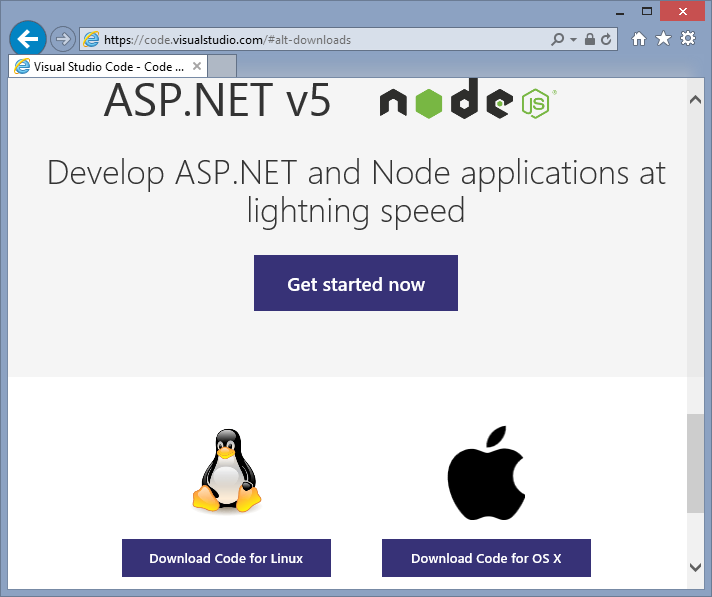 https://code.visualstudio.com/#alt-downloads
Visual Studio Code - Code ...
ASP.NET v5
node
JS
Develop ASP.NET and Node applications at
lightning speed
Get started now
Download Code for Linux
Download Code for OS X